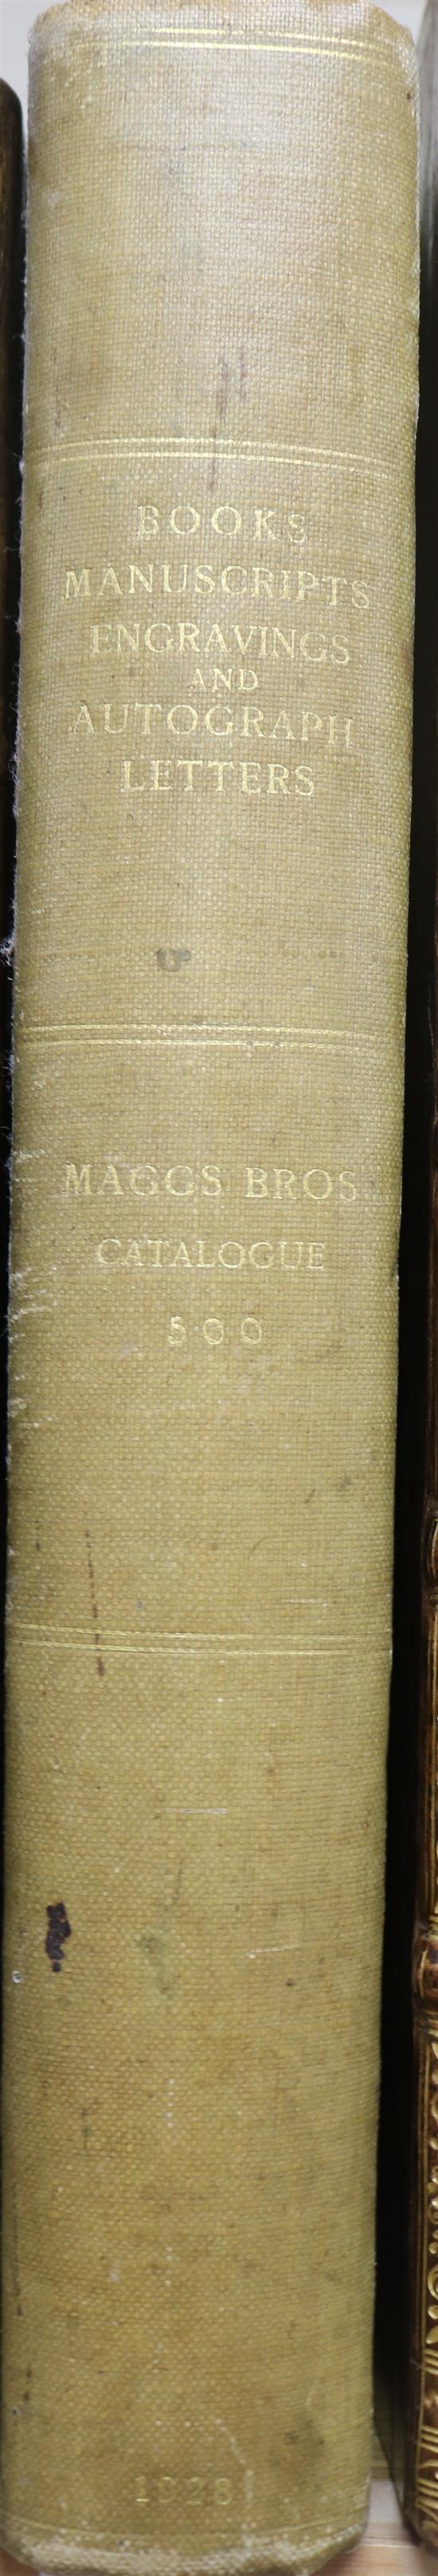 BOOKS
MANUSCRIPTS
ENGRAVINGS
AND
AUTOGRAPH
LETTERS
MAGGS BROS
CATALOGUE
500
1928